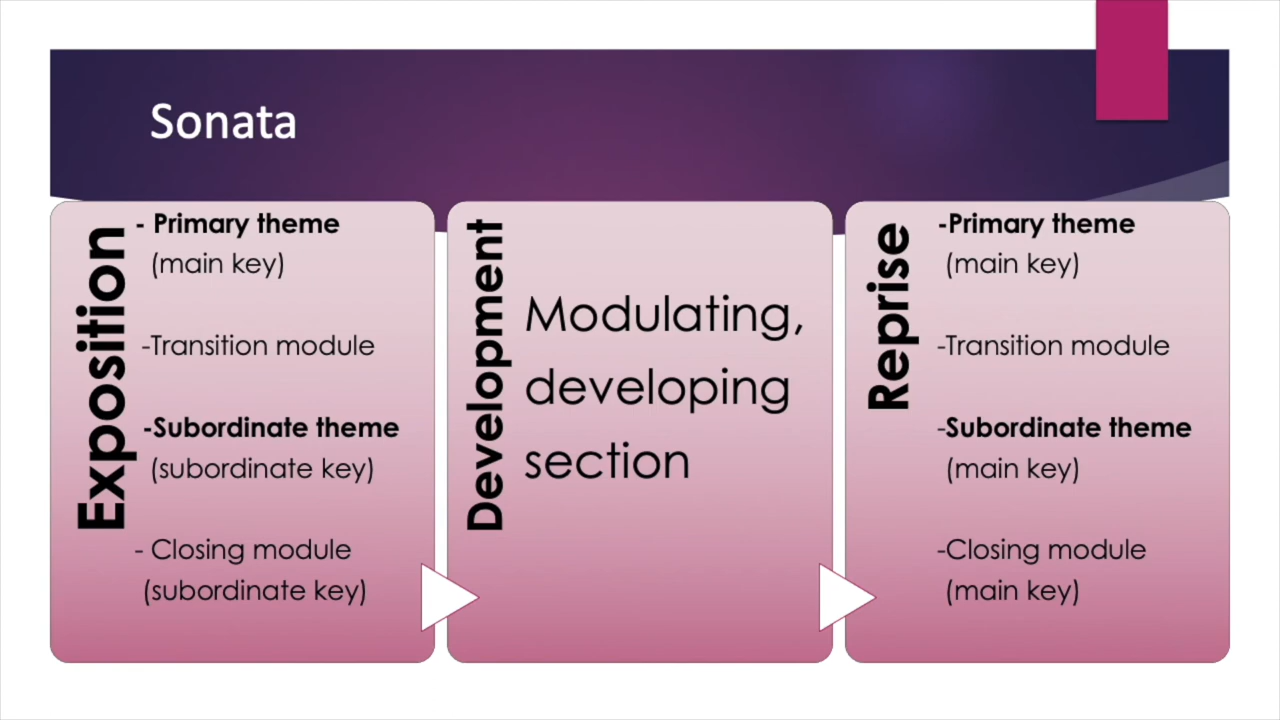 Sonata
Exposition
- Primary theme
(main key)
-Transition module
-Subordinate theme
(subordinate key)
- Closing module
(subordinate key)
Development
Modulating,
developing
section
Reprise
-Primary theme
(main key)
-Transition module
-Subordinate theme
(main key)
-Closing module
(main key)